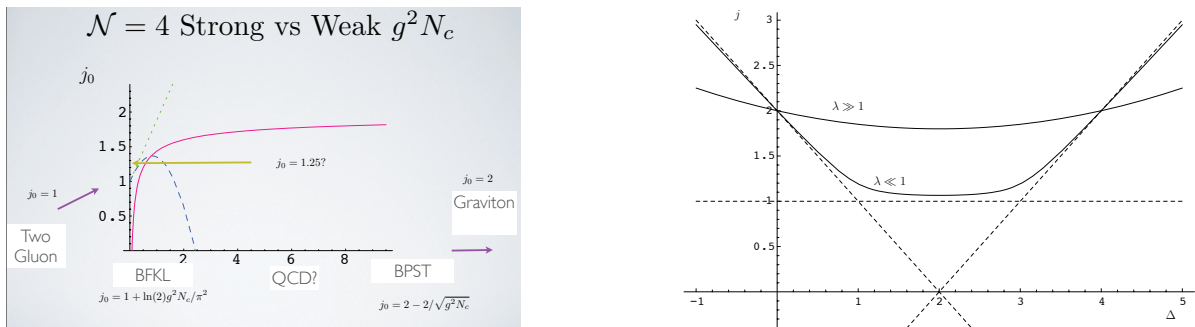 𝒩 = 4 Strong vs Weak g²N_c
j₀
2
1.5
1
0.5
2
4
6
8
j₀ = 1.25?
j₀ = 1
Two
Gluon
j₀ = 2
Graviton
BFKL
QCD?
BPST
j₀ = 1 + ln(2)g²N_c/π²
j₀ = 2 − 2/√g²N_c
j
3
2.5
2
1.5
1
0.5
λ ≫ 1
λ ≪ 1
−1
1
2
3
4
5
Δ